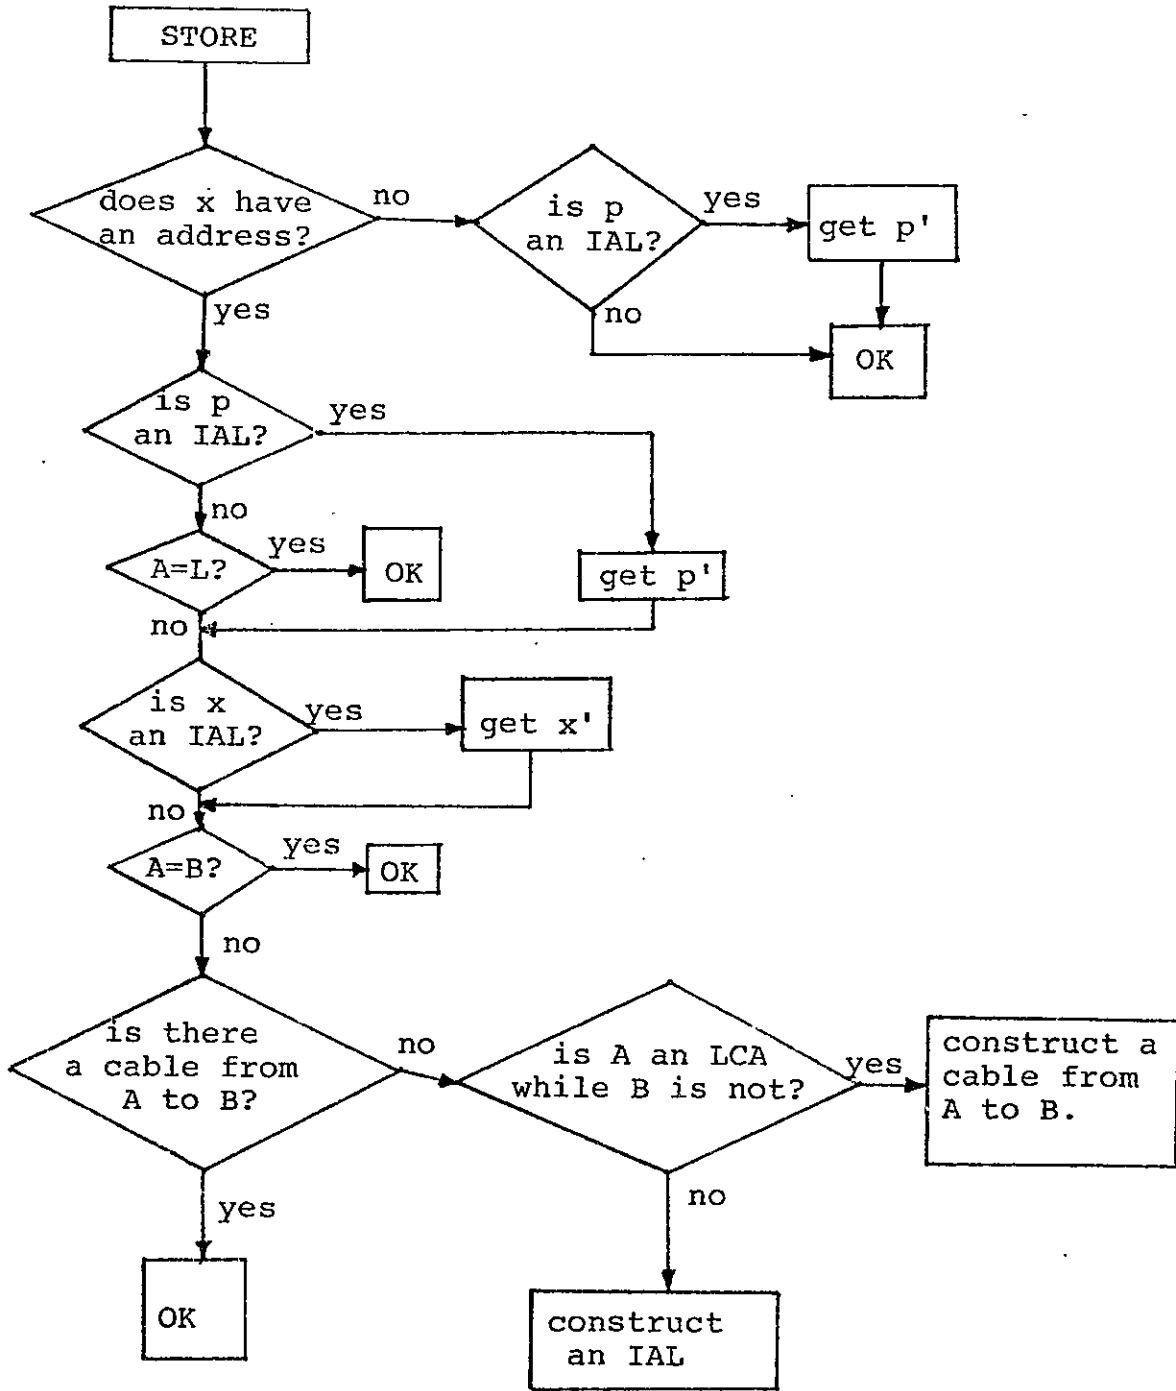 STORE
does x have
an address?
no
is p
an IAL?
yes
get p'
no
OK
yes
is p
an IAL?
yes
no
A=L?
yes
OK
get p'
no
is x
an IAL?
yes
get x'
no
A=B?
yes
OK
no
is there
a cable from
A to B?
no
is A an LCA
while B is not?
yes
construct a
cable from
A to B.
yes
OK
no
construct
an IAL